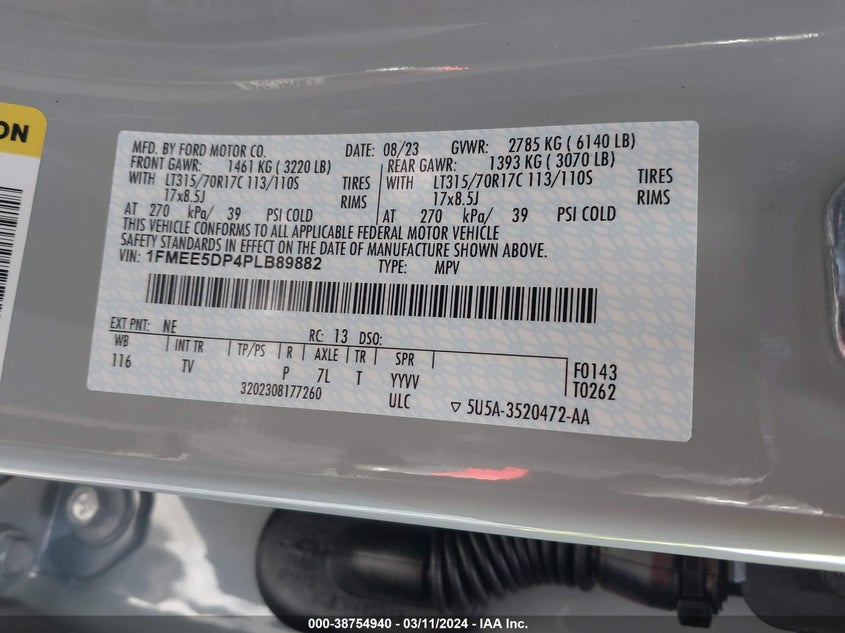 ON
MFD. BY FORD MOTOR CO. DATE: 08/23 GVWR: 2785 KG ( 6140 LB)
FRONT GAWR: 1461 KG ( 3220 LB) REAR GAWR: 1393 KG ( 3070 LB)
WITH LT315/70R17C 113/110S TIRES WITH LT315/70R17C 113/110S TIRES
17x8.5J RIMS 17x8.5J RIMS
AT 270 kPa/ 39 PSI COLD AT 270 kPa/ 39 PSI COLD
THIS VEHICLE CONFORMS TO ALL APPLICABLE FEDERAL MOTOR VEHICLE
SAFETY STANDARDS IN EFFECT ON THE DATE OF MANUFACTURE SHOWN ABOVE.
VIN: 1FMEE5DP4PLB89882 TYPE: MPV
EXT PNT: NE RC: 13 DSO:
WB INT TR TP/PS R AXLE TR SPR F0143
116 TV P 7L T YYVV T0262
3202308177260 ULC ▽ 5U5A-3520472-AA
000-38754940 - 03/11/2024 - IAA Inc.